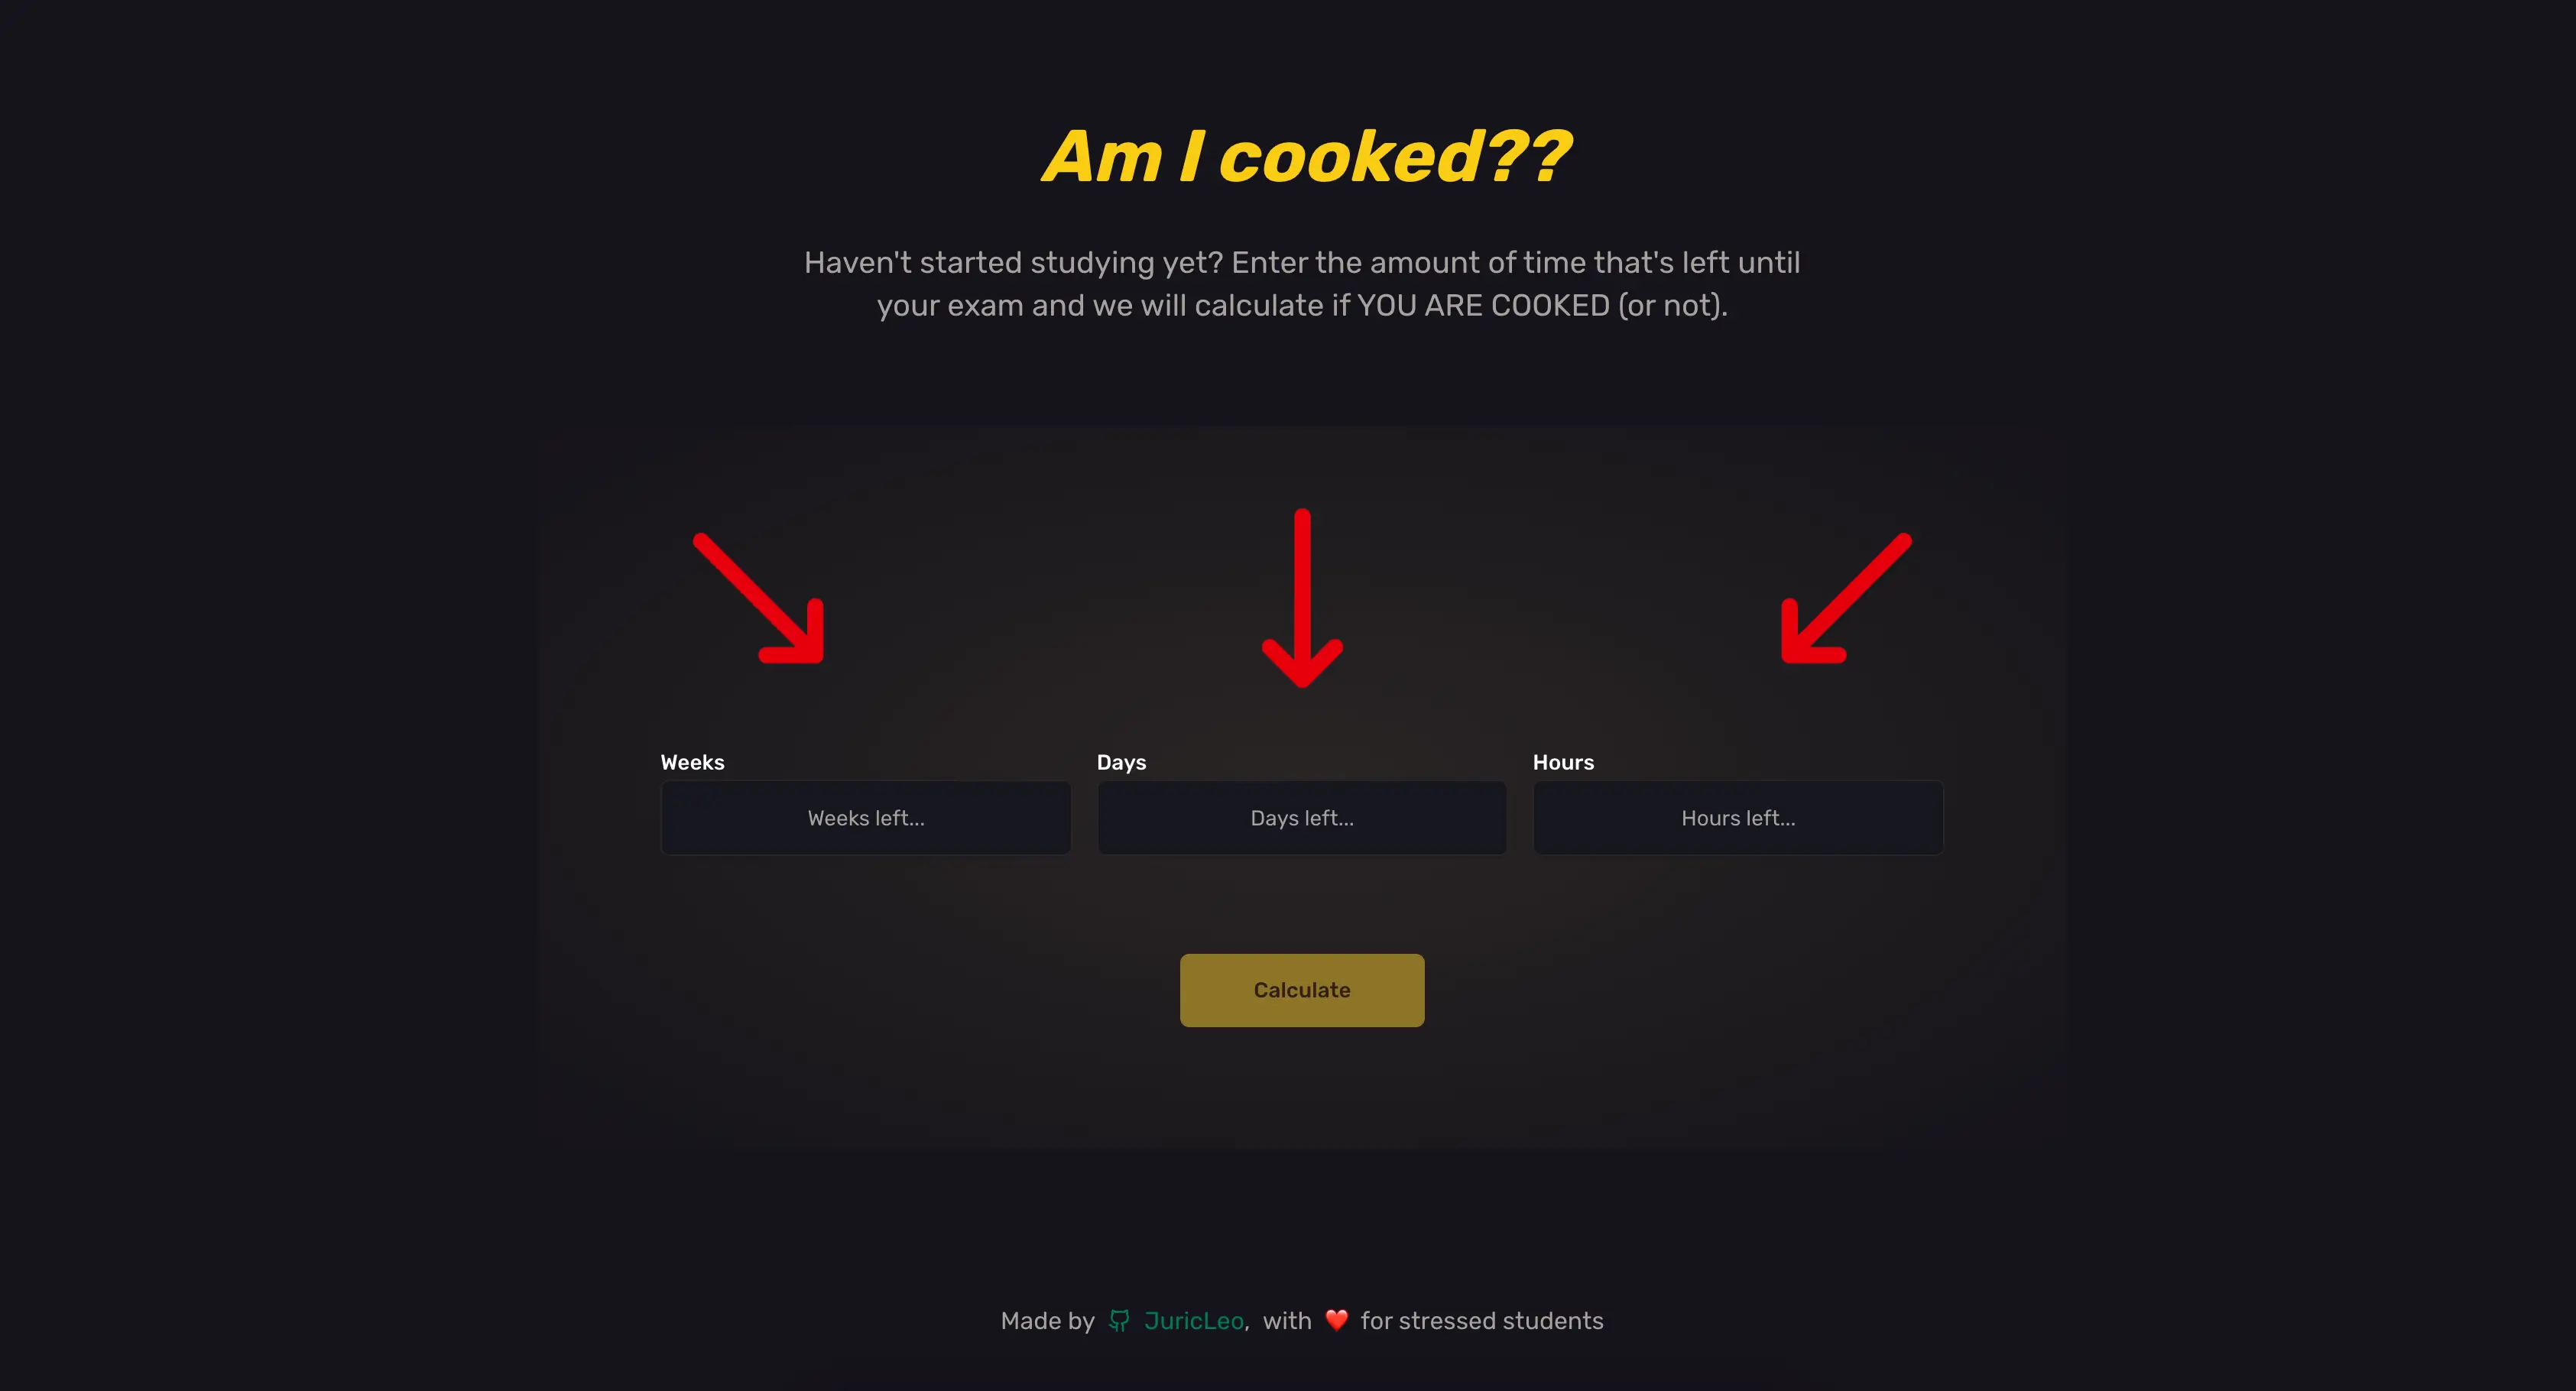 Am I cooked??
Haven't started studying yet? Enter the amount of time that's left until
your exam and we will calculate if YOU ARE COOKED (or not).
Weeks
Days
Hours
Weeks left...
Days left...
Hours left...
Calculate
Made by JuricLeo, with ❤️ for stressed students